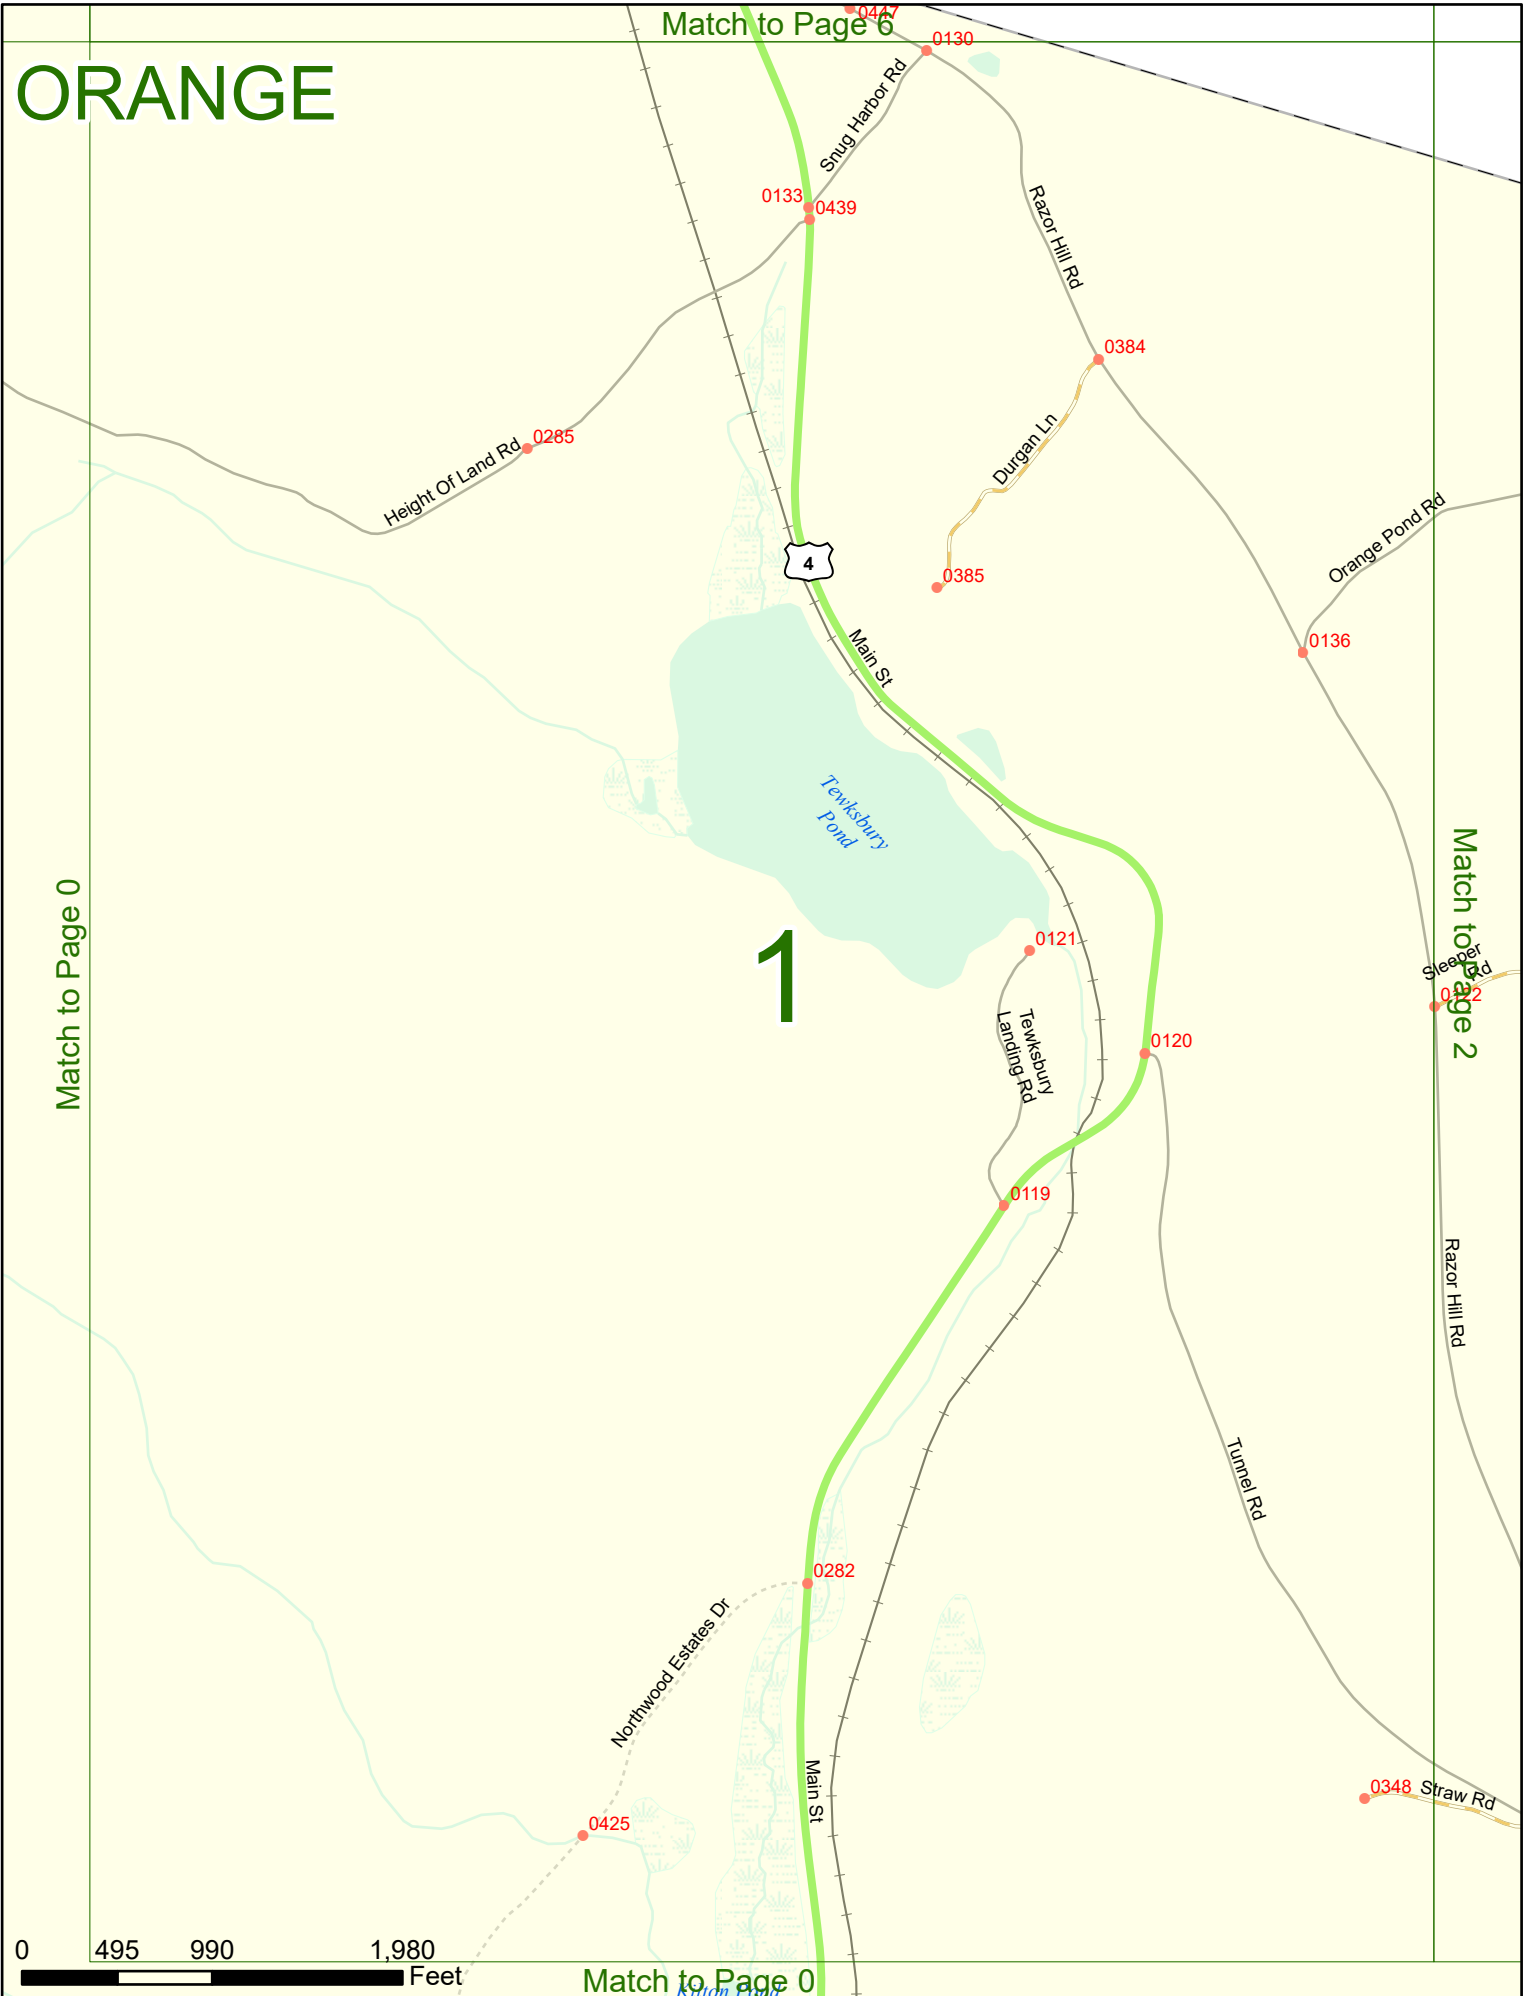 0447
Match to Page 6
0130
ORANGE
Snug Harbor Rd
0133
0439
Razor Hill Rd
0384
Durgan Ln
0285
Height Of Land Rd
Orange Pond Rd
4
0385
Main St
0136
Tewksbury
Pond
Match to Page 0
1
0121
Match to Page 2
Sleeper
Rd
0122
Tewksbury
Landing Rd
0120
0119
Razor Hill Rd
Tunnel Rd
0282
Northwood Estates Dr
Main St
0348
Straw Rd
0425
0 495 990 1,980
Feet
Match to Page 0
Kilton Pond